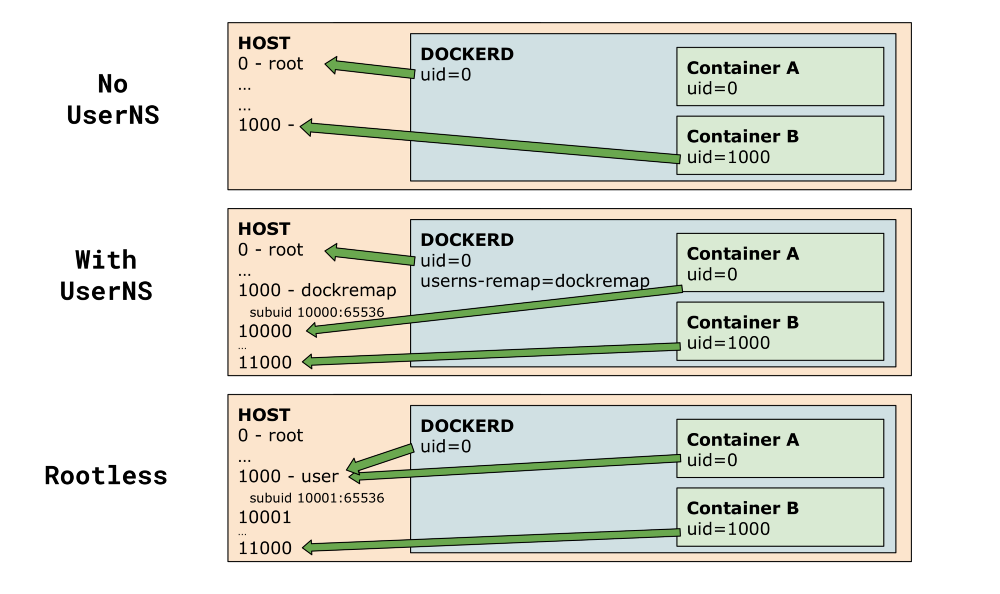 No
UserNS
HOST
0 - root
...
...
1000 -
DOCKERD
uid=0
Container A
uid=0
Container B
uid=1000
With
UserNS
HOST
0 - root
...
1000 - dockremap
subuid 10000:65536
10000
...
11000
DOCKERD
uid=0
userns-remap=dockremap
Container A
uid=0
Container B
uid=1000
Rootless
HOST
0 - root
...
1000 - user
subuid 10001:65536
10001
...
11000
DOCKERD
uid=0
Container A
uid=0
Container B
uid=1000